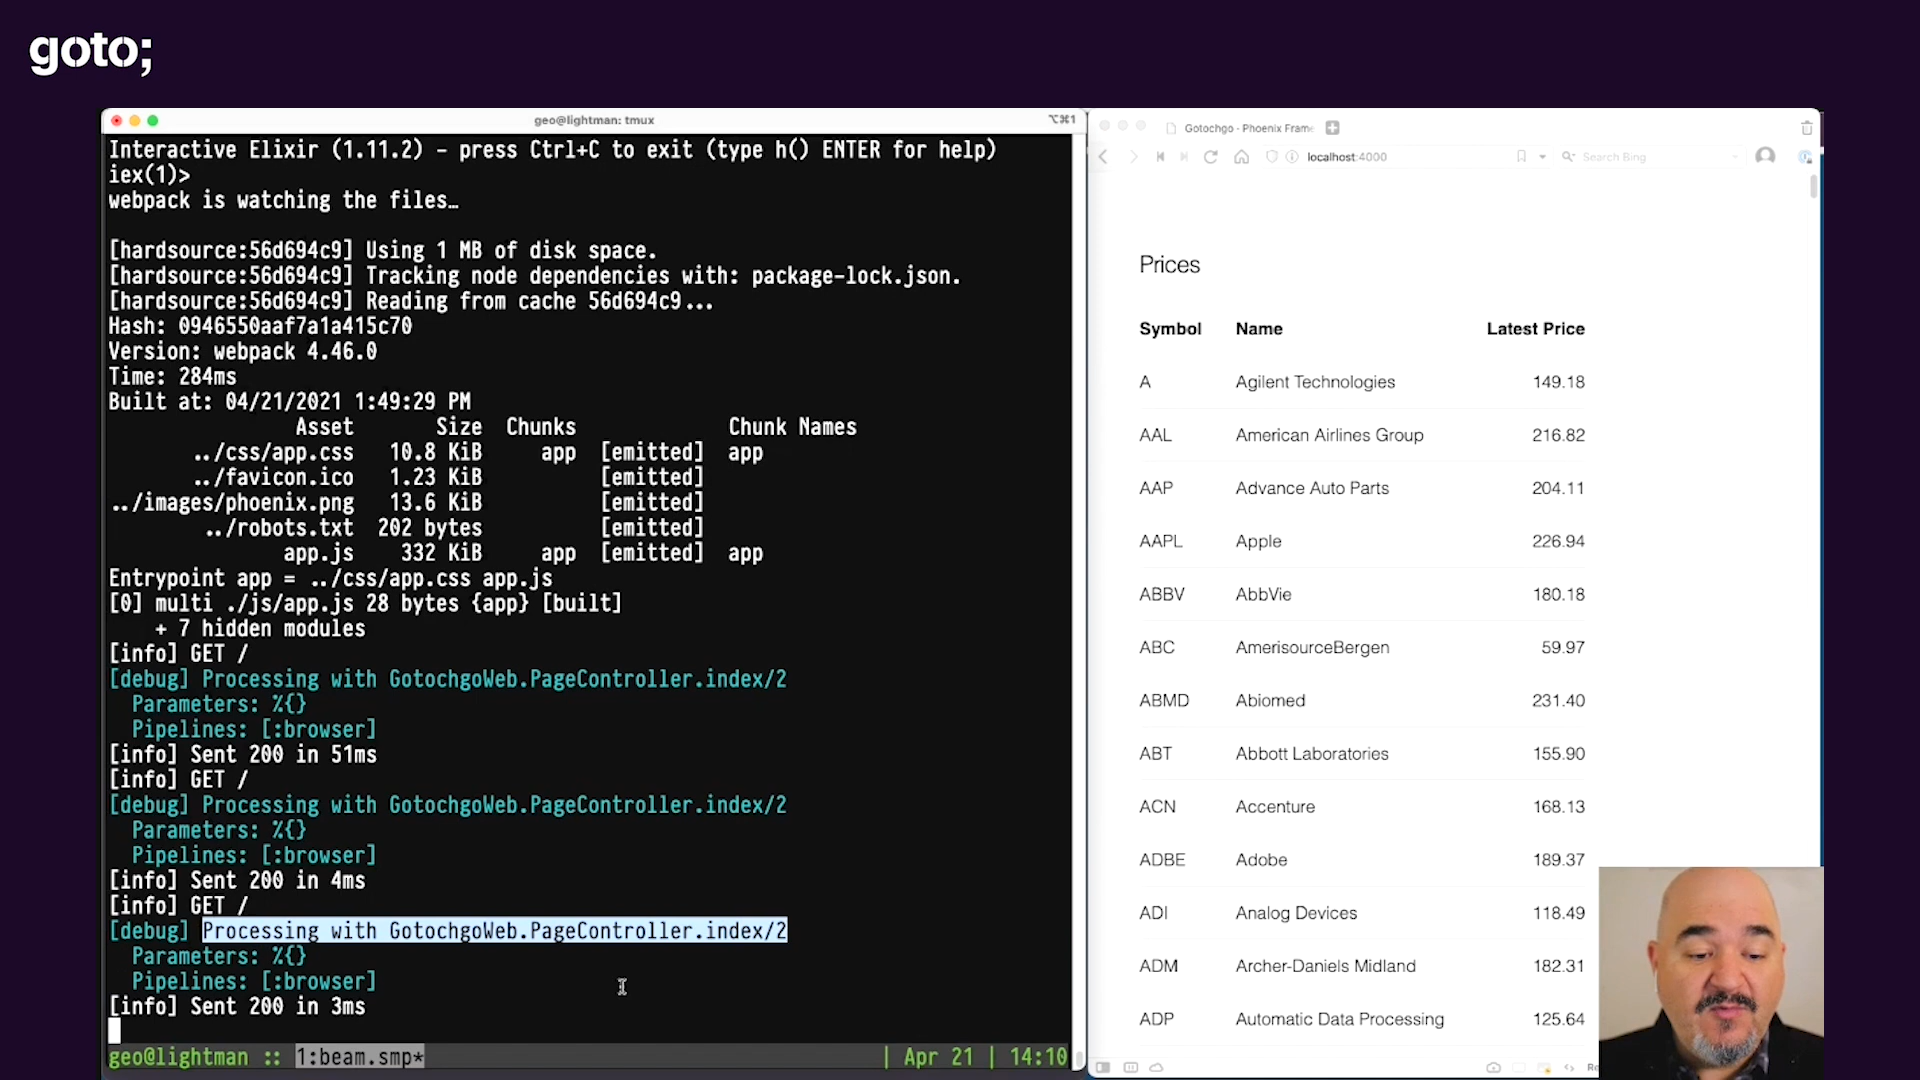 goto;
geo@lightman: tmux
⌥⌘1
Interactive Elixir (1.11.2) - press Ctrl+C to exit (type h() ENTER for help)
iex(1)>
webpack is watching the files…
[hardsource:56d694c9] Using 1 MB of disk space.
[hardsource:56d694c9] Tracking node dependencies with: package-lock.json.
[hardsource:56d694c9] Reading from cache 56d694c9...
Hash: 0946550aaf7a1a415c70
Version: webpack 4.46.0
Time: 284ms
Built at: 04/21/2021 1:49:29 PM
Asset Size Chunks Chunk Names
../css/app.css 10.8 KiB app [emitted] app
../favicon.ico 1.23 KiB [emitted]
../images/phoenix.png 13.6 KiB [emitted]
../robots.txt 202 bytes [emitted]
app.js 332 KiB app [emitted] app
Entrypoint app = ../css/app.css app.js
[0] multi ./js/app.js 28 bytes {app} [built]
+ 7 hidden modules
[info] GET /
[debug] Processing with GotochgoWeb.PageController.index/2
Parameters: %{}
Pipelines: [:browser]
[info] Sent 200 in 51ms
[info] GET /
[debug] Processing with GotochgoWeb.PageController.index/2
Parameters: %{}
Pipelines: [:browser]
[info] Sent 200 in 4ms
[info] GET /
[debug] Processing with GotochgoWeb.PageController.index/2
Parameters: %{}
Pipelines: [:browser]
[info] Sent 200 in 3ms
geo@lightman :: 1:beam.smp* | Apr 21 | 14:10
Gotochgo - Phoenix Frame
localhost:4000
Search Bing
Prices
Symbol Name Latest Price
A Agilent Technologies 149.18
AAL American Airlines Group 216.82
AAP Advance Auto Parts 204.11
AAPL Apple 226.94
ABBV AbbVie 180.18
ABC AmerisourceBergen 59.97
ABMD Abiomed 231.40
ABT Abbott Laboratories 155.90
ACN Accenture 168.13
ADBE Adobe 189.37
ADI Analog Devices 118.49
ADM Archer-Daniels Midland 182.31
ADP Automatic Data Processing 125.64